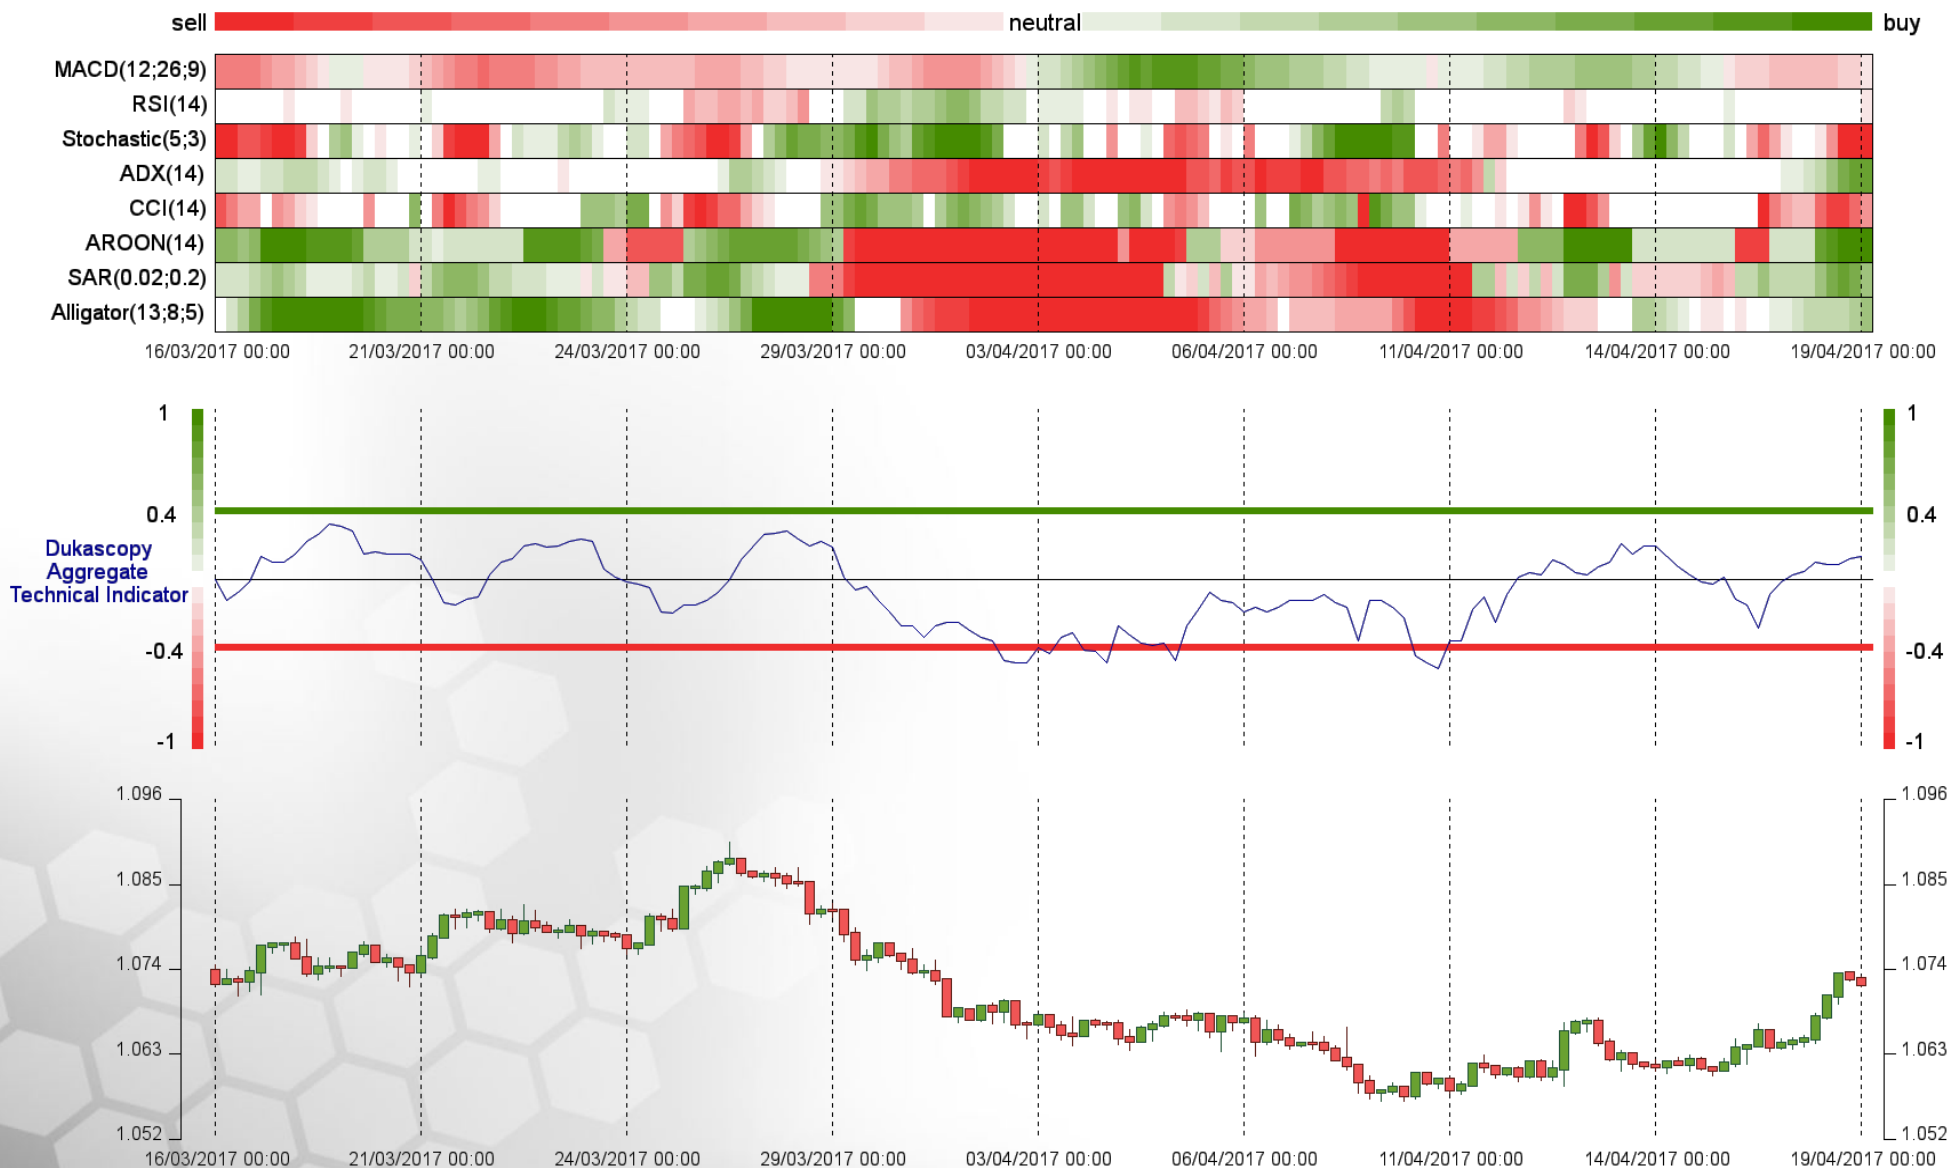 sell neutral buy
MACD(12;26;9)
RSI(14)
Stochastic(5;3)
ADX(14)
CCI(14)
AROON(14)
SAR(0.02;0.2)
Alligator(13;8;5)
16/03/2017 00:00 21/03/2017 00:00 24/03/2017 00:00 29/03/2017 00:00 03/04/2017 00:00 06/04/2017 00:00 11/04/2017 00:00 14/04/2017 00:00 19/04/2017 00:00
1 1
0.4 0.4
Dukascopy
Aggregate
Technical Indicator
-0.4 -0.4
-1 -1
1.096 1.096
1.085 1.085
1.074 1.074
1.063 1.063
1.052 1.052
16/03/2017 00:00 21/03/2017 00:00 24/03/2017 00:00 29/03/2017 00:00 03/04/2017 00:00 06/04/2017 00:00 11/04/2017 00:00 14/04/2017 00:00 19/04/2017 00:00